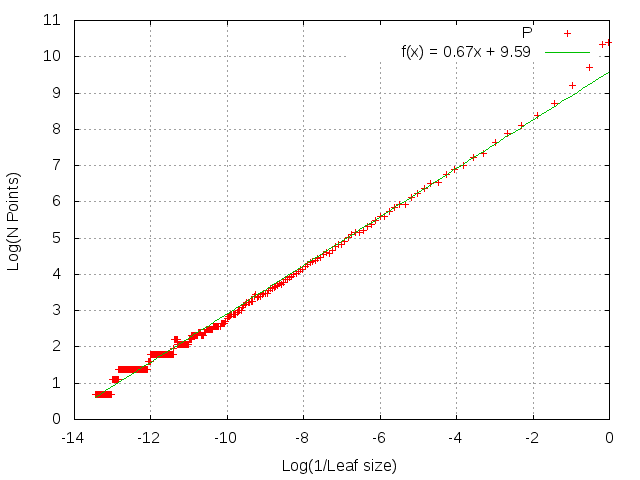 11
10
9
8
7
6
5
4
3
2
1
0
Log(N Points)
P
f(x) = 0.67x + 9.59
-14 -12 -10 -8 -6 -4 -2 0
Log(1/Leaf size)